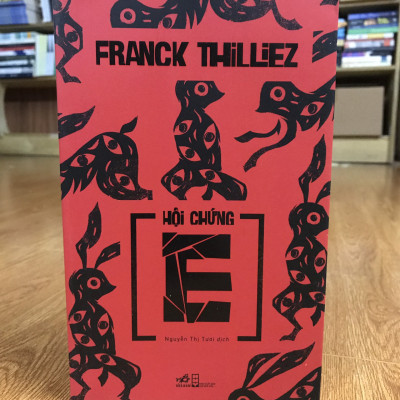 FRANCK THiLLiEZ
HỘI CHỨNG
E
Nguyễn Thị Tươi dịch